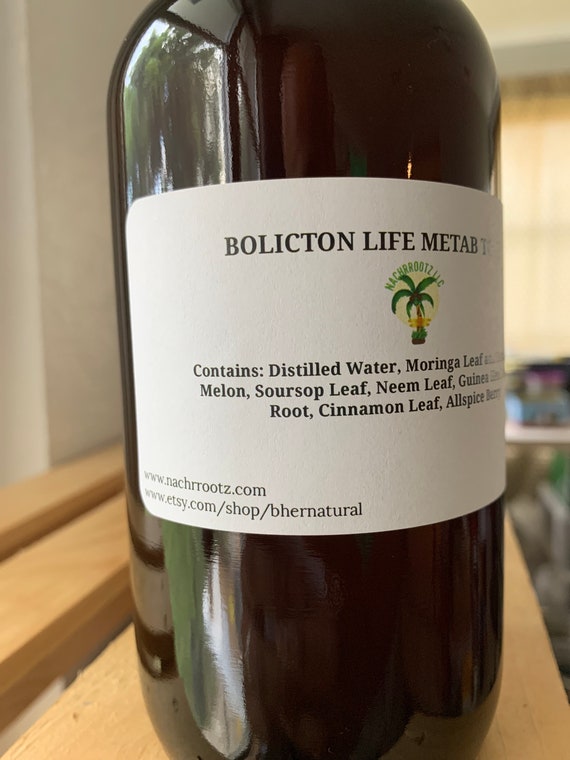 BOLICTON LIFE METAB
NACHRROOTZ LLC
Contains: Distilled Water, Moringa Leaf
Melon, Soursop Leaf, Neem Leaf, Guinea
Root, Cinnamon Leaf, Allspice Berry
www.nachrrootz.com
www.etsy.com/shop/bhernatural